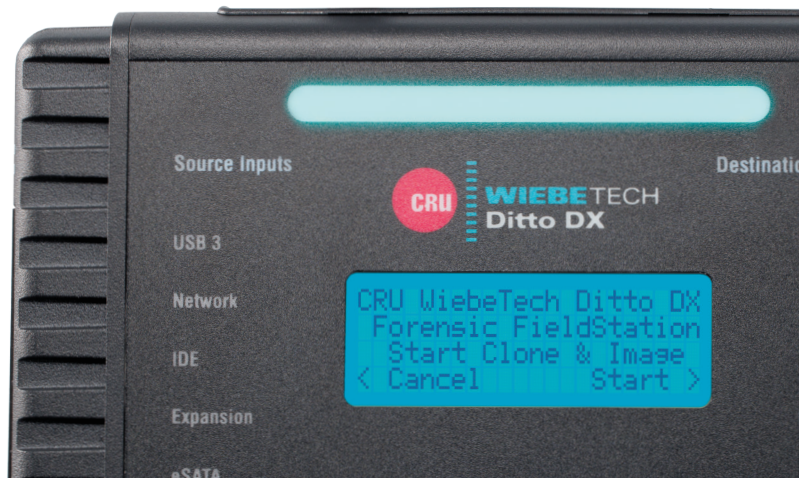 Source Inputs
Destinatio
CRU
WIEBETECH
Ditto DX
USB 3
Network
IDE
Expansion
eSATA
CRU WiebeTech Ditto DX
Forensic FieldStation
Start Clone & Image
< Cancel Start >